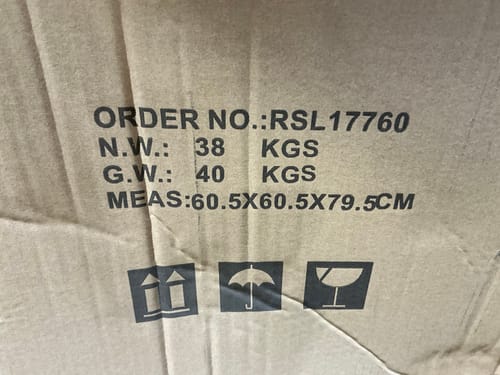 ORDER NO.:RSL17760
N.W.: 38 KGS
G.W.: 40 KGS
MEAS:60.5X60.5X79.5CM